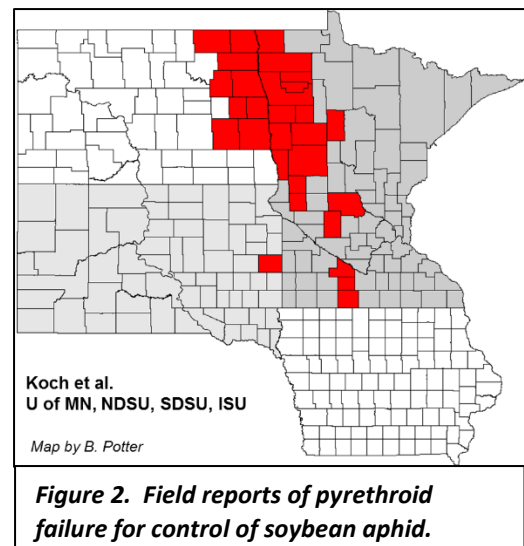 Koch et al.
U of MN, NDSU, SDSU, ISU
Map by B. Potter
Figure 2.  Field reports of pyrethroid
failure for control of soybean aphid.